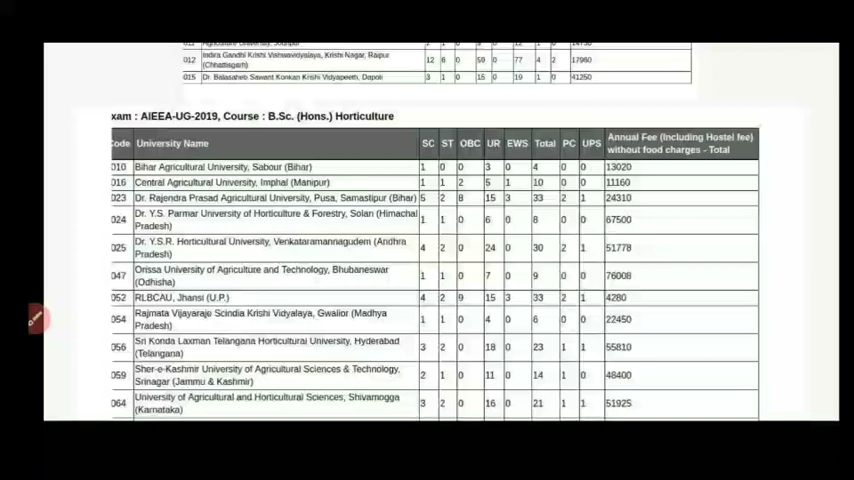 012 Indira Gandhi Krishi Vishwavidyalaya, Krishi Nagar, Raipur 12 6 0 59 0 77 4 2 17960
(Chhattisgarh)
015 Dr. Balasaheb Sawant Konkan Krishi Vidyapeeth, Dapoli 3 1 0 15 0 19 1 0 41250
xam : AIEEA-UG-2019, Course : B.Sc. (Hons.) Horticulture
Code University Name SC ST OBC UR EWS Total PC UPS Annual Fee (Including Hostel fee)
without food charges - Total
010 Bihar Agricultural University, Sabour (Bihar) 1 0 0 3 0 4 0 0 13020
016 Central Agricultural University, Imphal (Manipur) 1 1 2 5 1 10 0 0 11160
023 Dr. Rajendra Prasad Agricultural University, Pusa, Samastipur (Bihar) 5 2 8 15 3 33 2 1 24310
024 Dr. Y.S. Parmar University of Horticulture & Forestry, Solan (Himachal 1 1 0 6 0 8 0 0 67500
Pradesh)
025 Dr. Y.S.R. Horticultural University, Venkataramannagudem (Andhra 4 2 0 24 0 30 2 1 51778
Pradesh)
047 Orissa University of Agriculture and Technology, Bhubaneswar 1 1 0 7 0 9 0 0 76008
(Odhisha)
052 RLBCAU, Jhansi (U.P.) 4 2 9 15 3 33 2 1 4280
054 Rajmata Vijayaraje Scindia Krishi Vidyalaya, Gwalior (Madhya 1 1 0 4 0 6 0 0 22450
Pradesh)
056 Sri Konda Laxman Telangana Horticultural University, Hyderabad 3 2 0 18 0 23 1 1 55810
(Telangana)
059 Sher-e-Kashmir University of Agricultural Sciences & Technology, 2 1 0 11 0 14 1 0 48400
Srinagar (Jammu & Kashmir)
064 University of Agricultural and Horticultural Sciences, Shivamogga 3 2 0 16 0 21 1 1 51925
(Karnataka)